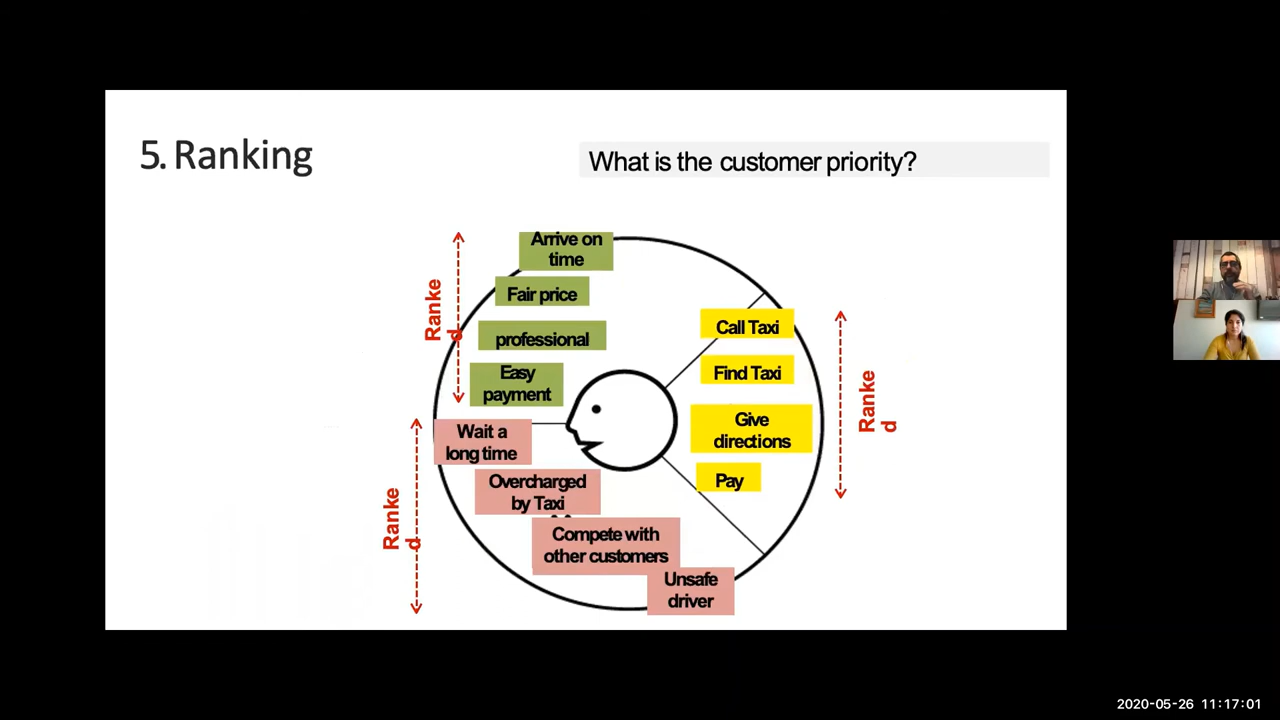 5. Ranking
What is the customer priority?
Arrive on
time
Fair price
professional
Easy
payment
Ranke
d
Wait a
long time
Overcharged
by Taxi
Compete with
other customers
Unsafe
driver
Ranke
d
Call Taxi
Find Taxi
Give
directions
Pay
Ranke
d
2020-05-26 11:17:01